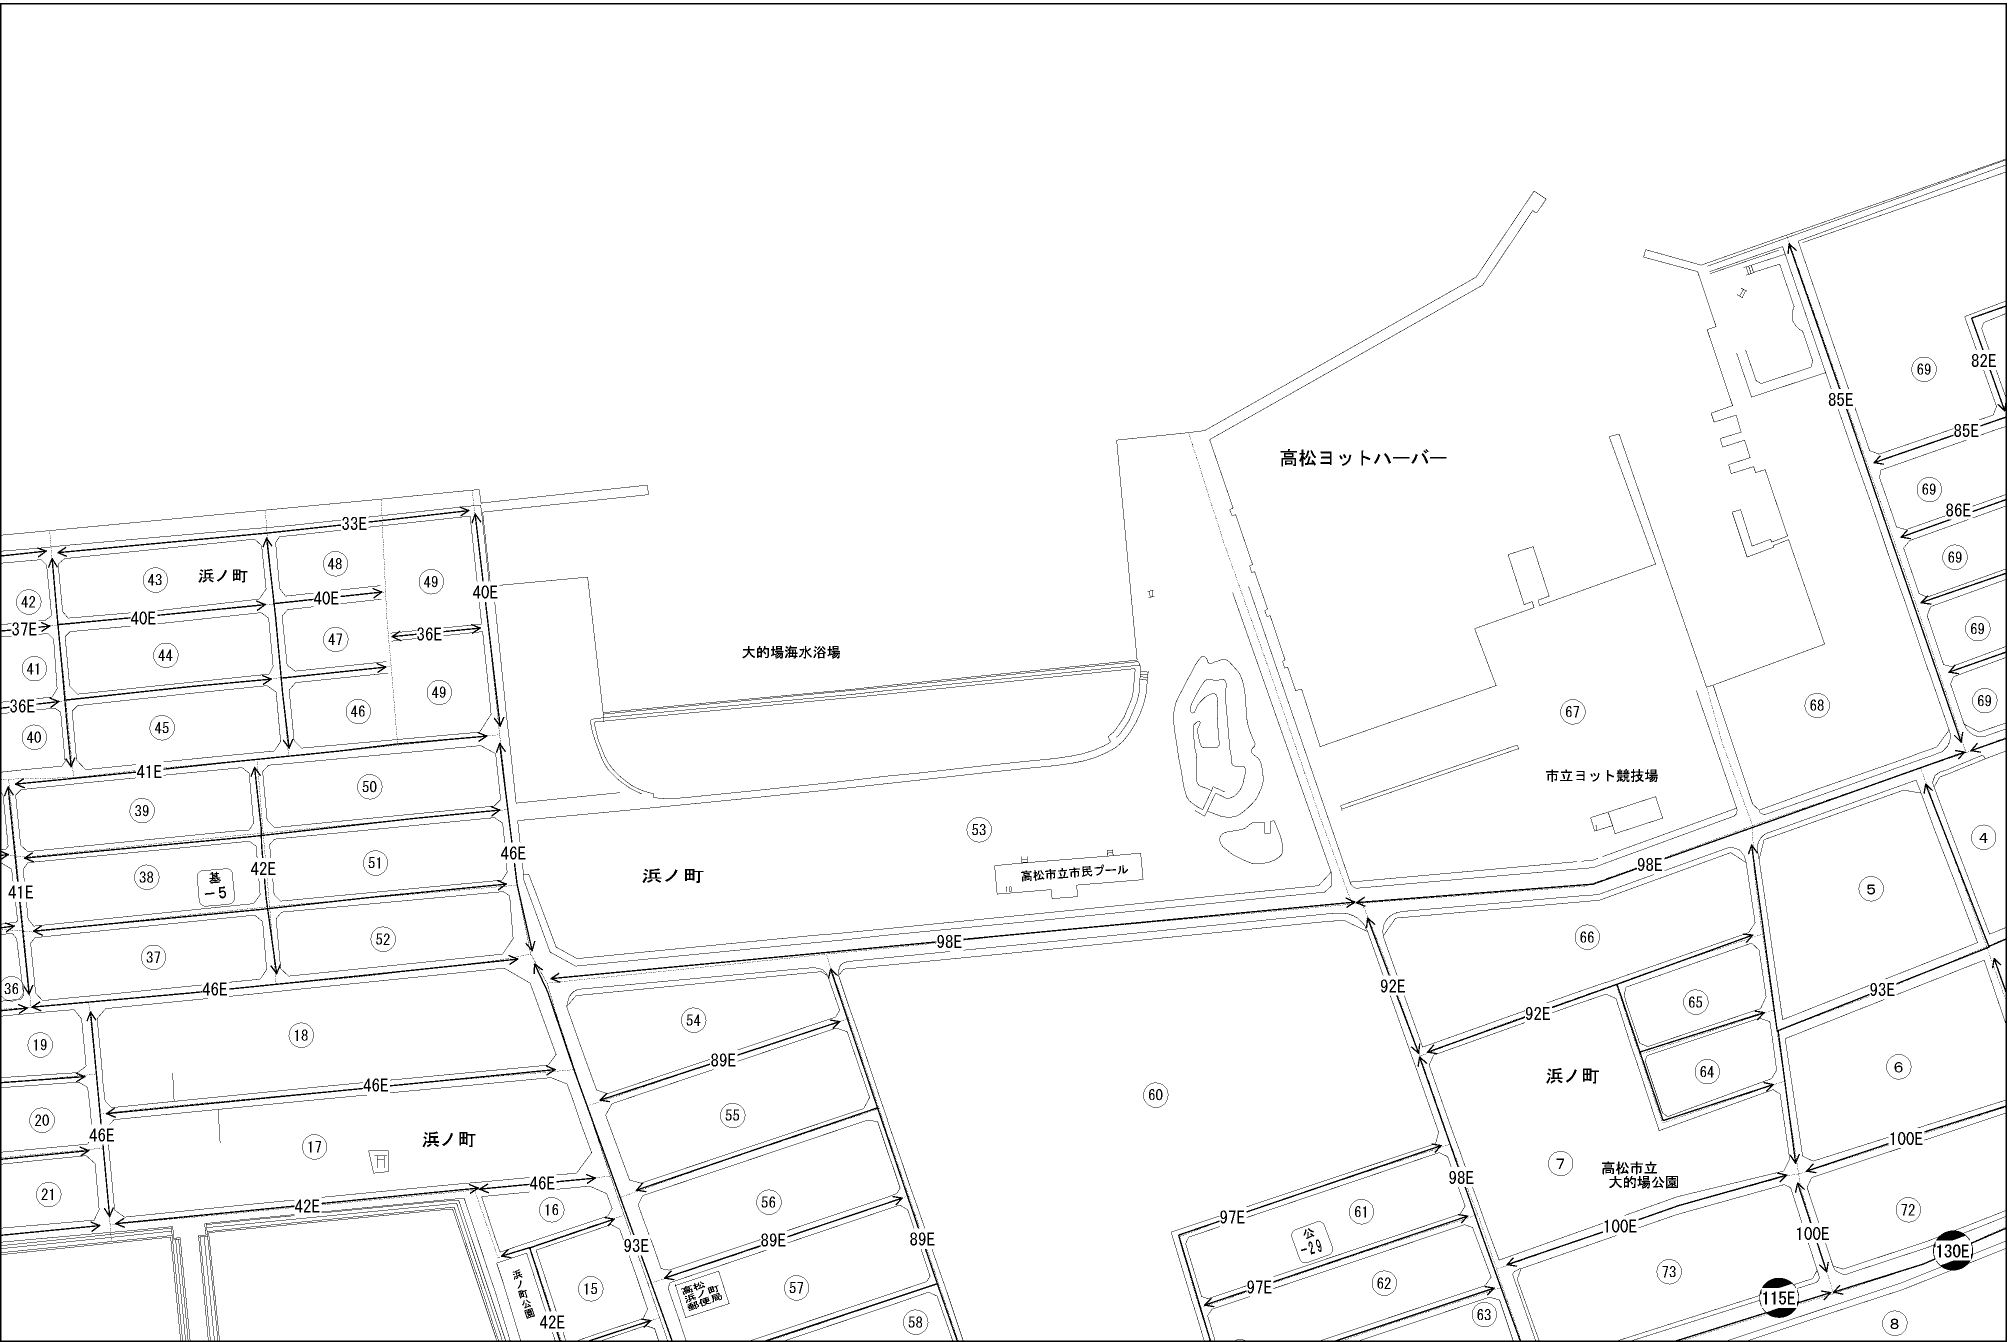 82E
69
85E
85E
高松ヨットハーバー
69
86E
33E
69
48
43
浜ノ町
49
40E
42
40E
40E
37E
69
36E
47
大的場海水浴場
44
41
49
69
36E
46
67
68
45
40
41E
市立ヨット競技場
50
39
53
4
46E
51
98E
42E
高松市立市民プール
浜ノ町
38
基
-5
41E
5
52
66
98E
37
46E
36
92E
93E
65
92E
54
18
19
89E
6
64
浜ノ町
46E
60
55
20
46E
17
浜ノ町
100E
7
高松市立
大的場公園
98E
46E
21
56
42E
16
61
97E
72
100E
100E
公
-29
89E
89E
93E
130E
73
浜ノ町公園
15
57
高松
浜ノ町
郵便局
97E
62
115E
63
42E
58
8